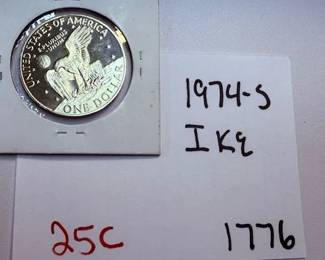 UNITED STATES OF AMERICA
E PLURIBUS
UNUM
ONE DOLLAR
1974-S
IKE
25C
1776